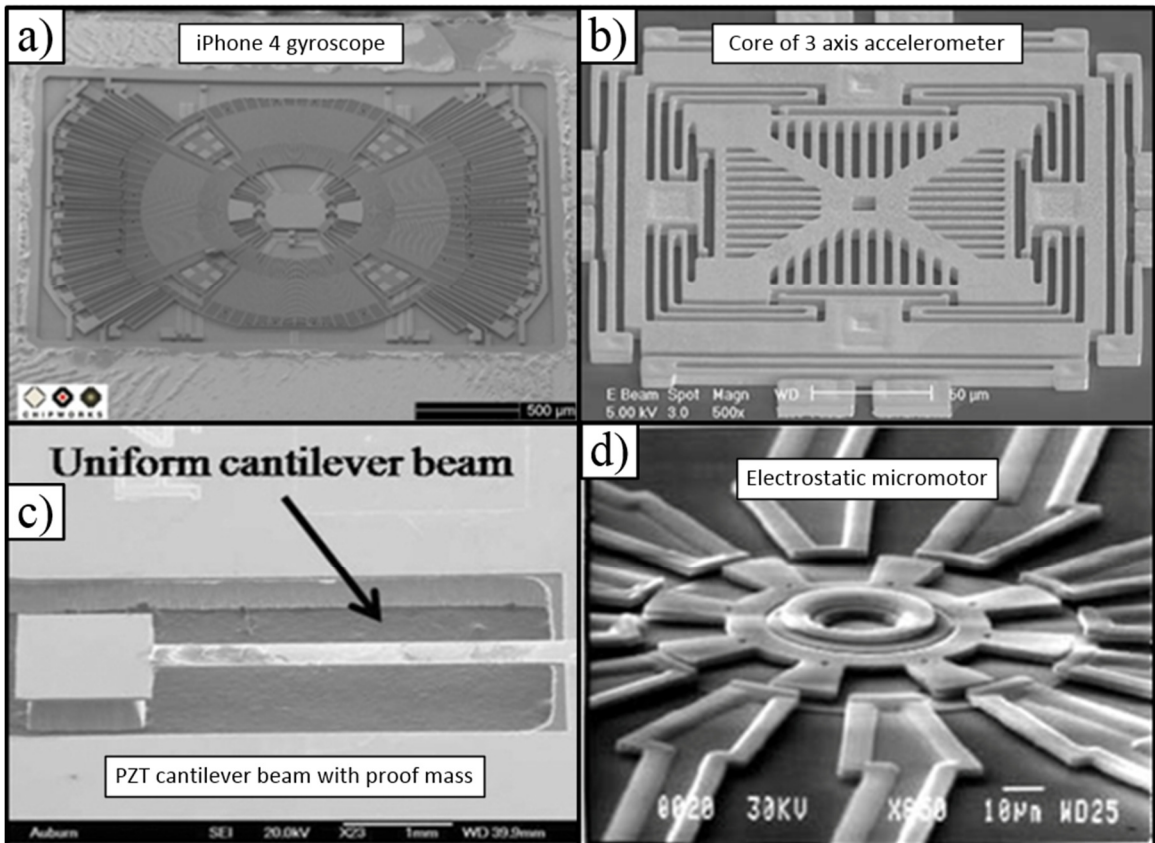 a)
iPhone 4 gyroscope
CHIPWORKS
500 µm
b)
Core of 3 axis accelerometer
E Beam Spot Magn WD 50 µm
5.00 kV 3.0 500x
Uniform cantilever beam
c)
PZT cantilever beam with proof mass
Auburn SEI 20.0kV X23 1mm WD 39.9mm
d)
Electrostatic micromotor
0020 30KV X850 10µm WD25